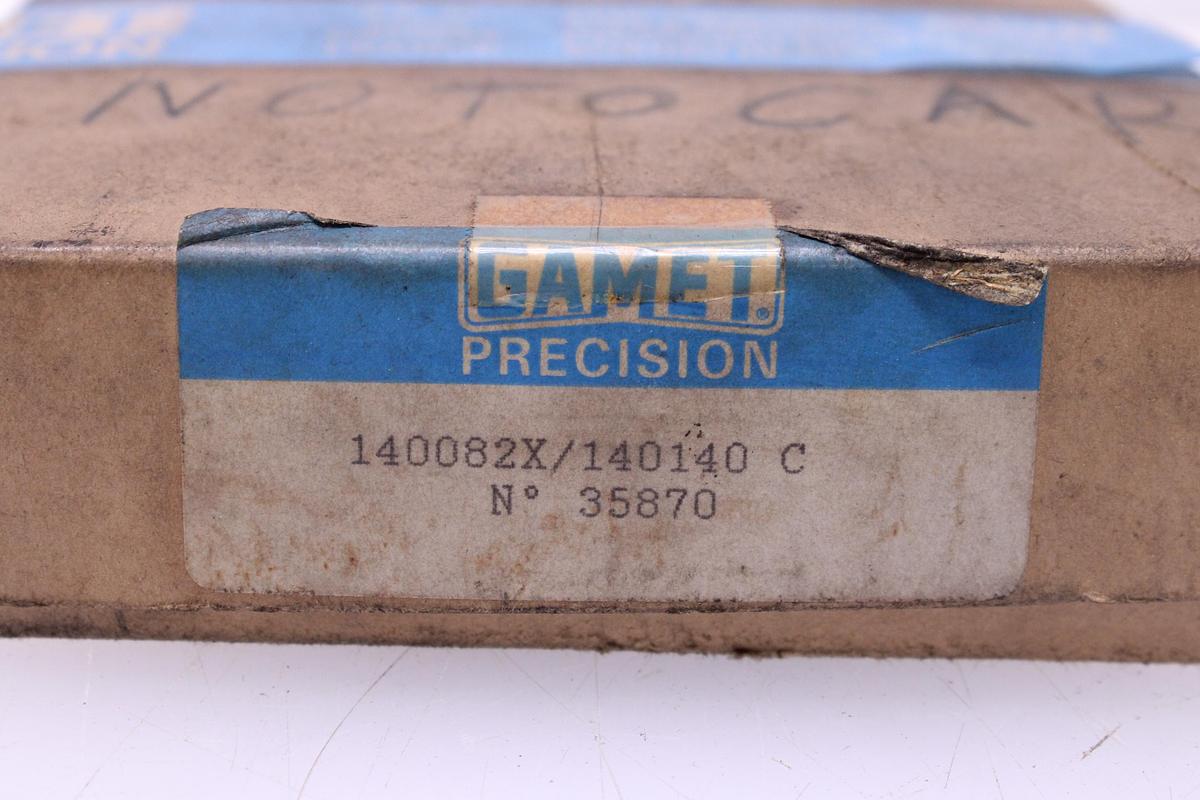 NOTOCAP
GAMET®
PRECISION
140082X/140140 C
N° 35870